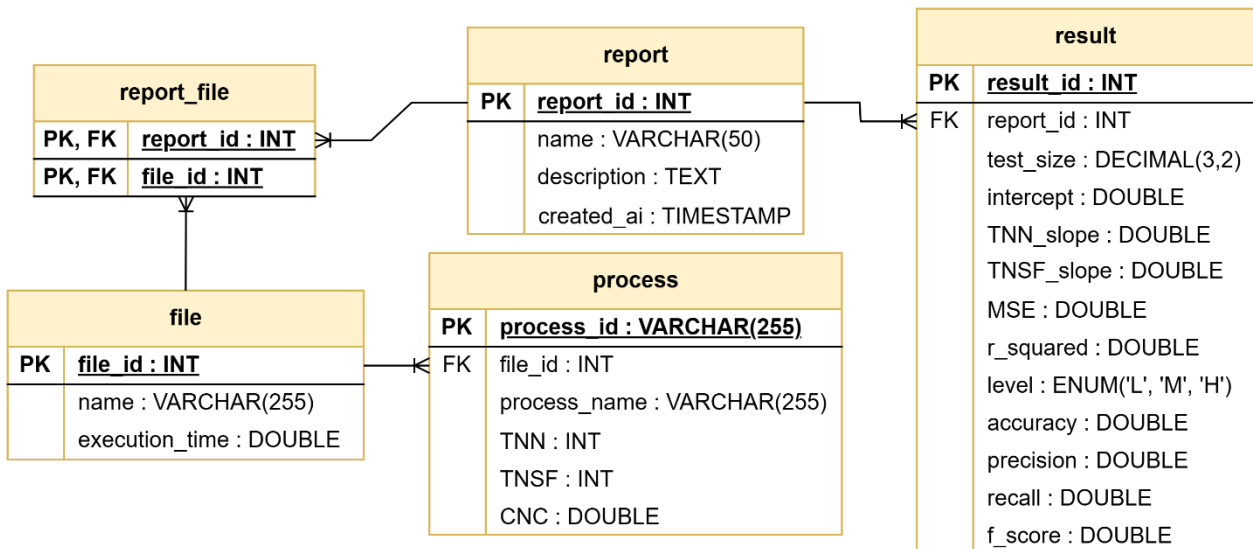 report_file
PK, FK report_id : INT
PK, FK file_id : INT
report
PK report_id : INT
name : VARCHAR(50)
description : TEXT
created_ai : TIMESTAMP
result
PK result_id : INT
FK report_id : INT
test_size : DECIMAL(3,2)
intercept : DOUBLE
TNN_slope : DOUBLE
TNSF_slope : DOUBLE
MSE : DOUBLE
r_squared : DOUBLE
level : ENUM('L', 'M', 'H')
accuracy : DOUBLE
precision : DOUBLE
recall : DOUBLE
f_score : DOUBLE
file
PK file_id : INT
name : VARCHAR(255)
execution_time : DOUBLE
process
PK process_id : VARCHAR(255)
FK file_id : INT
process_name : VARCHAR(255)
TNN : INT
TNSF : INT
CNC : DOUBLE